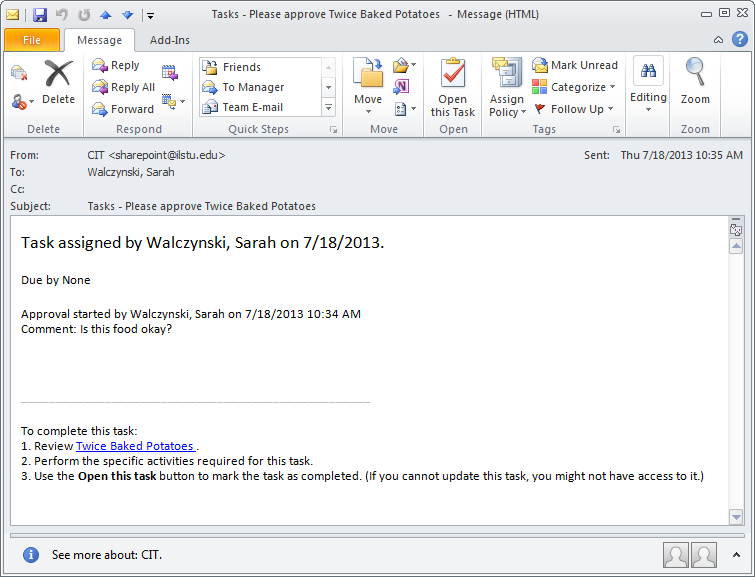 Tasks - Please approve Twice Baked Potatoes - Message (HTML)
File Message Add-Ins
Delete
Reply
Reply All
Forward
Friends
To Manager
Team E-mail
Move
Open this Task
Assign Policy
Mark Unread
Categorize
Follow Up
Editing
Zoom
Delete Respond Quick Steps Move Open Tags Zoom
From: CIT <sharepoint@ilstu.edu> Sent: Thu 7/18/2013 10:35 AM
To: Walczynski, Sarah
Cc:
Subject: Tasks - Please approve Twice Baked Potatoes
Task assigned by Walczynski, Sarah on 7/18/2013.
Due by None
Approval started by Walczynski, Sarah on 7/18/2013 10:34 AM
Comment: Is this food okay?
To complete this task:
1. Review Twice Baked Potatoes .
2. Perform the specific activities required for this task.
3. Use the Open this task button to mark the task as completed. (If you cannot update this task, you might not have access to it.)
See more about: CIT.